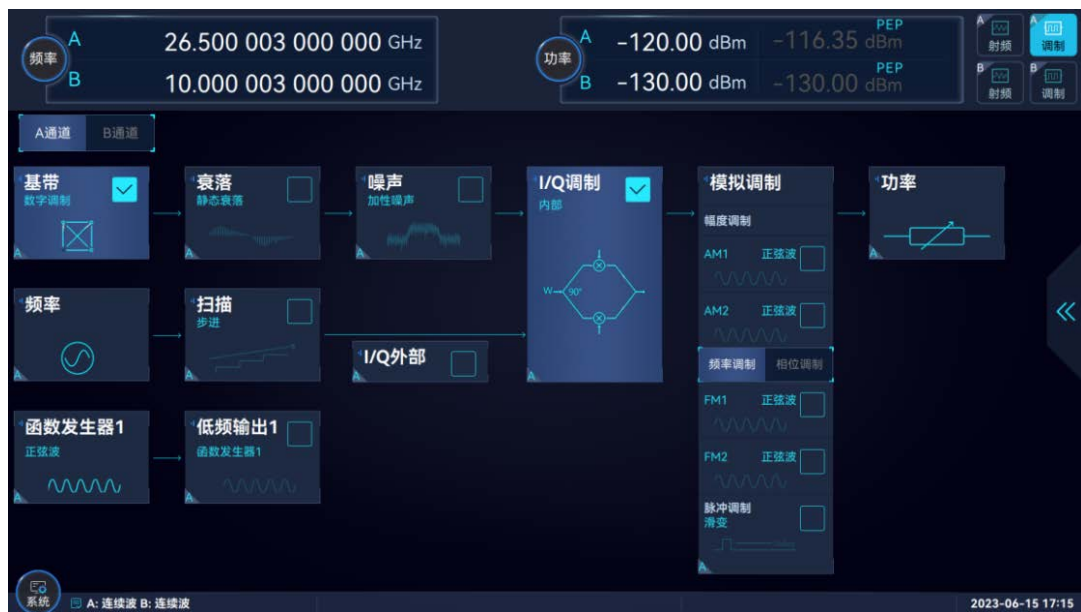 频率
A 26.500 003 000 000 GHz
B 10.000 003 000 000 GHz
功率
PEP
A -120.00 dBm -116.35 dBm
PEP
B -130.00 dBm -130.00 dBm
A 射频
A 调制
B 射频
B 调制
A通道 B通道
基带
数字调制
A
衰落
静态衰落
A
噪声
加性噪声
A
I/Q调制
内部
W 90°
A
模拟调制
幅度调制
AM1 正弦波
AM2 正弦波
频率调制 相位调制
FM1 正弦波
FM2 正弦波
脉冲调制
滑变
A
功率
A
频率
A
扫描
步进
A
I/Q外部
函数发生器1
正弦波
A
低频输出1
函数发生器1
A
系统
A: 连续波 B: 连续波
2023-06-15 17:15